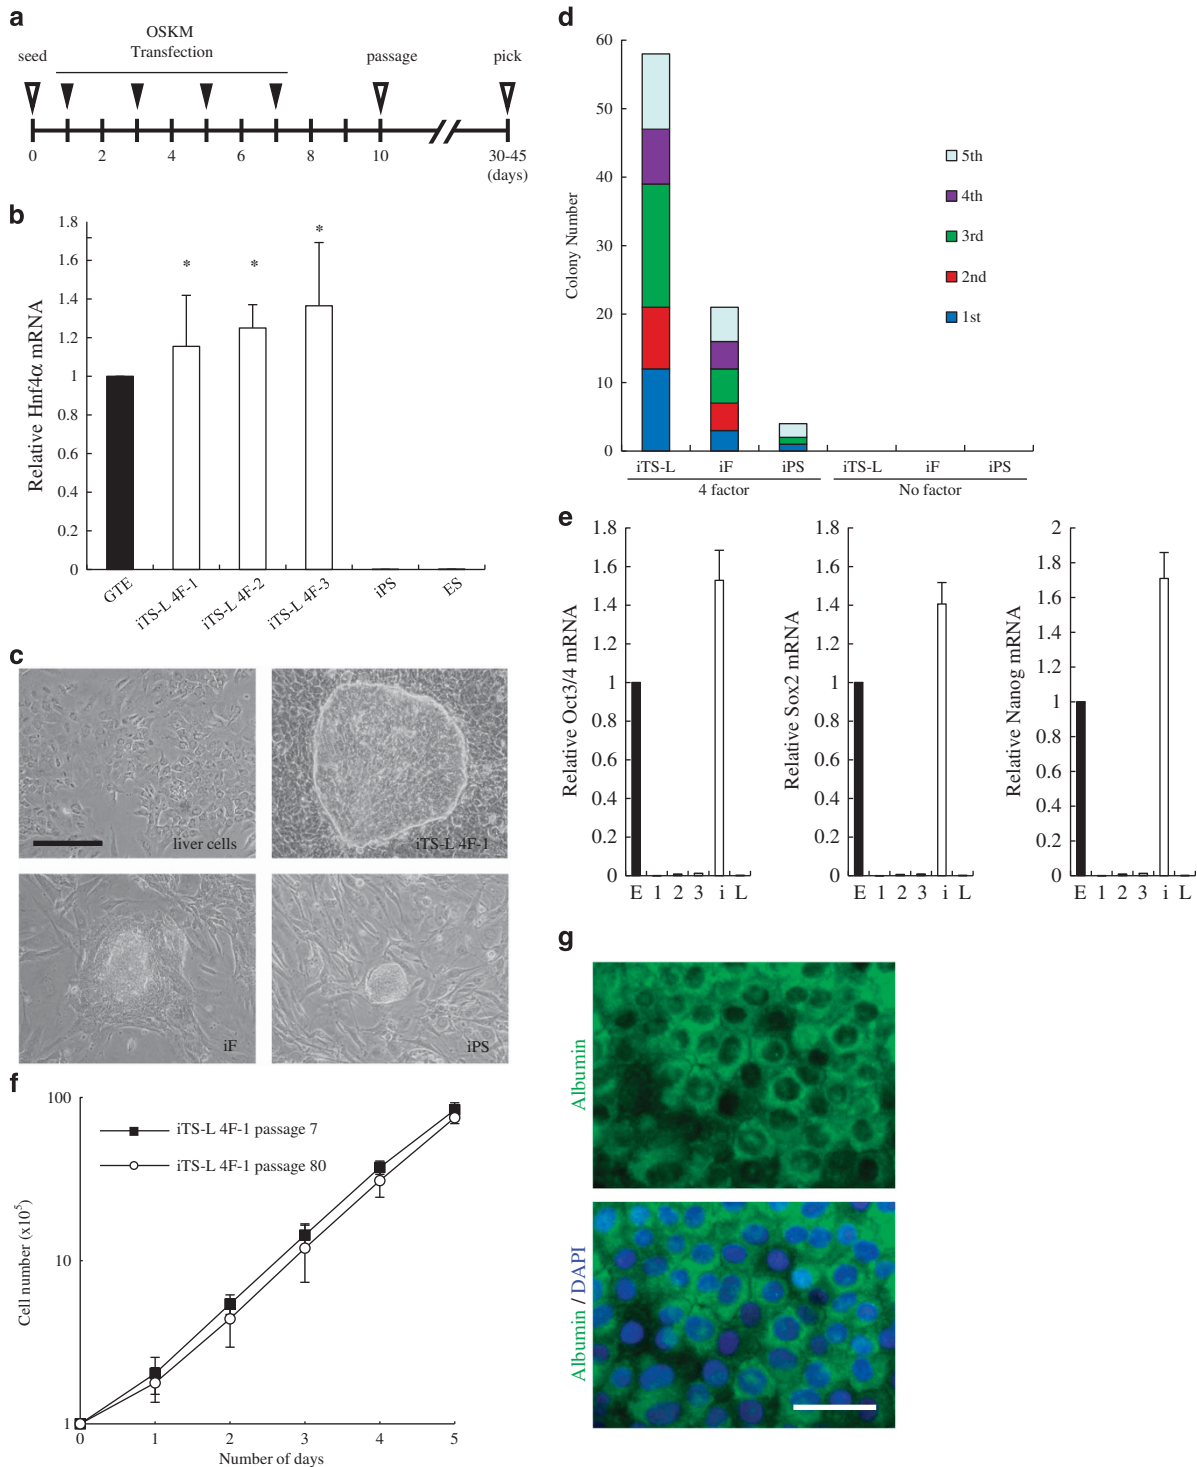 a
seed
OSKM
Transfection
passage
pick
0
2
4
6
8
10
30-45
(days)
b
Relative Hnf4α mRNA
1.8
1.6
1.4
1.2
1
0.8
0.6
0.4
0.2
0
*
*
*
GTE
iTS-L 4F-1
iTS-L 4F-2
iTS-L 4F-3
iPS
ES
c
liver cells
iTS-L 4F-1
iF
iPS
d
Colony Number
60
50
40
30
20
10
0
5th
4th
3rd
2nd
1st
iTS-L
iF
iPS
iTS-L
iF
iPS
4 factor
No factor
e
Relative Oct3/4 mRNA
1.8
1.6
1.4
1.2
1
0.8
0.6
0.4
0.2
0
E 1 2 3 i L
Relative Sox2 mRNA
1.8
1.6
1.4
1.2
1
0.8
0.6
0.4
0.2
0
E 1 2 3 i L
Relative Nanog mRNA
2
1.8
1.6
1.4
1.2
1
0.8
0.6
0.4
0.2
0
E 1 2 3 i L
f
Cell number (x10⁵)
100
10
1
iTS-L 4F-1 passage 7
iTS-L 4F-1 passage 80
0
1
2
3
4
5
Number of days
g
Albumin
Albumin / DAPI